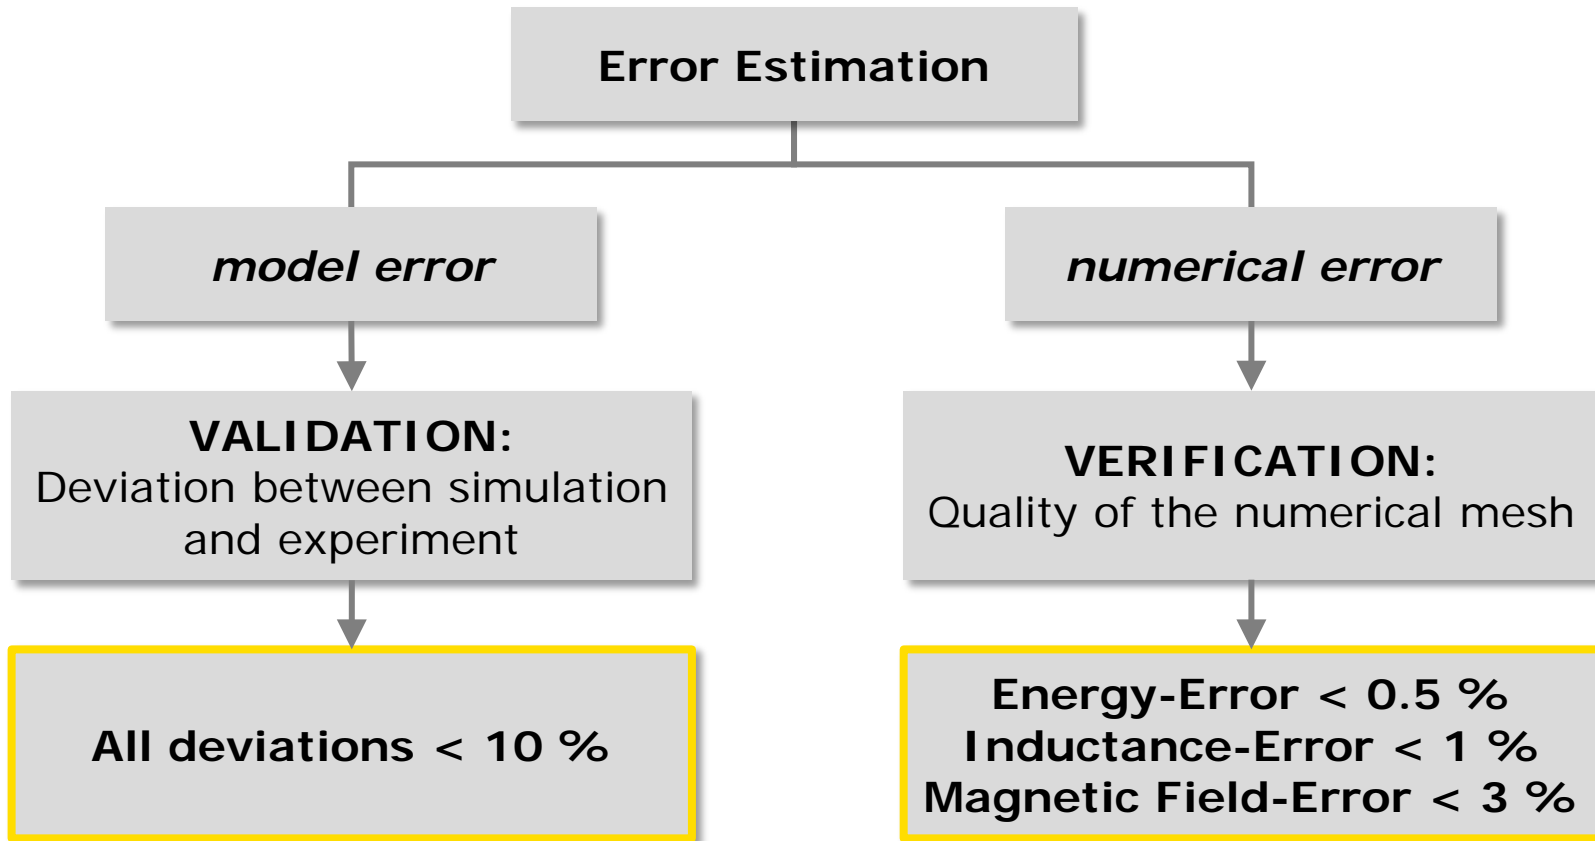 Error Estimation
model error
numerical error
VALIDATION:
Deviation between simulation
and experiment
VERIFICATION:
Quality of the numerical mesh
All deviations < 10 %
Energy-Error < 0.5 %
Inductance-Error < 1 %
Magnetic Field-Error < 3 %